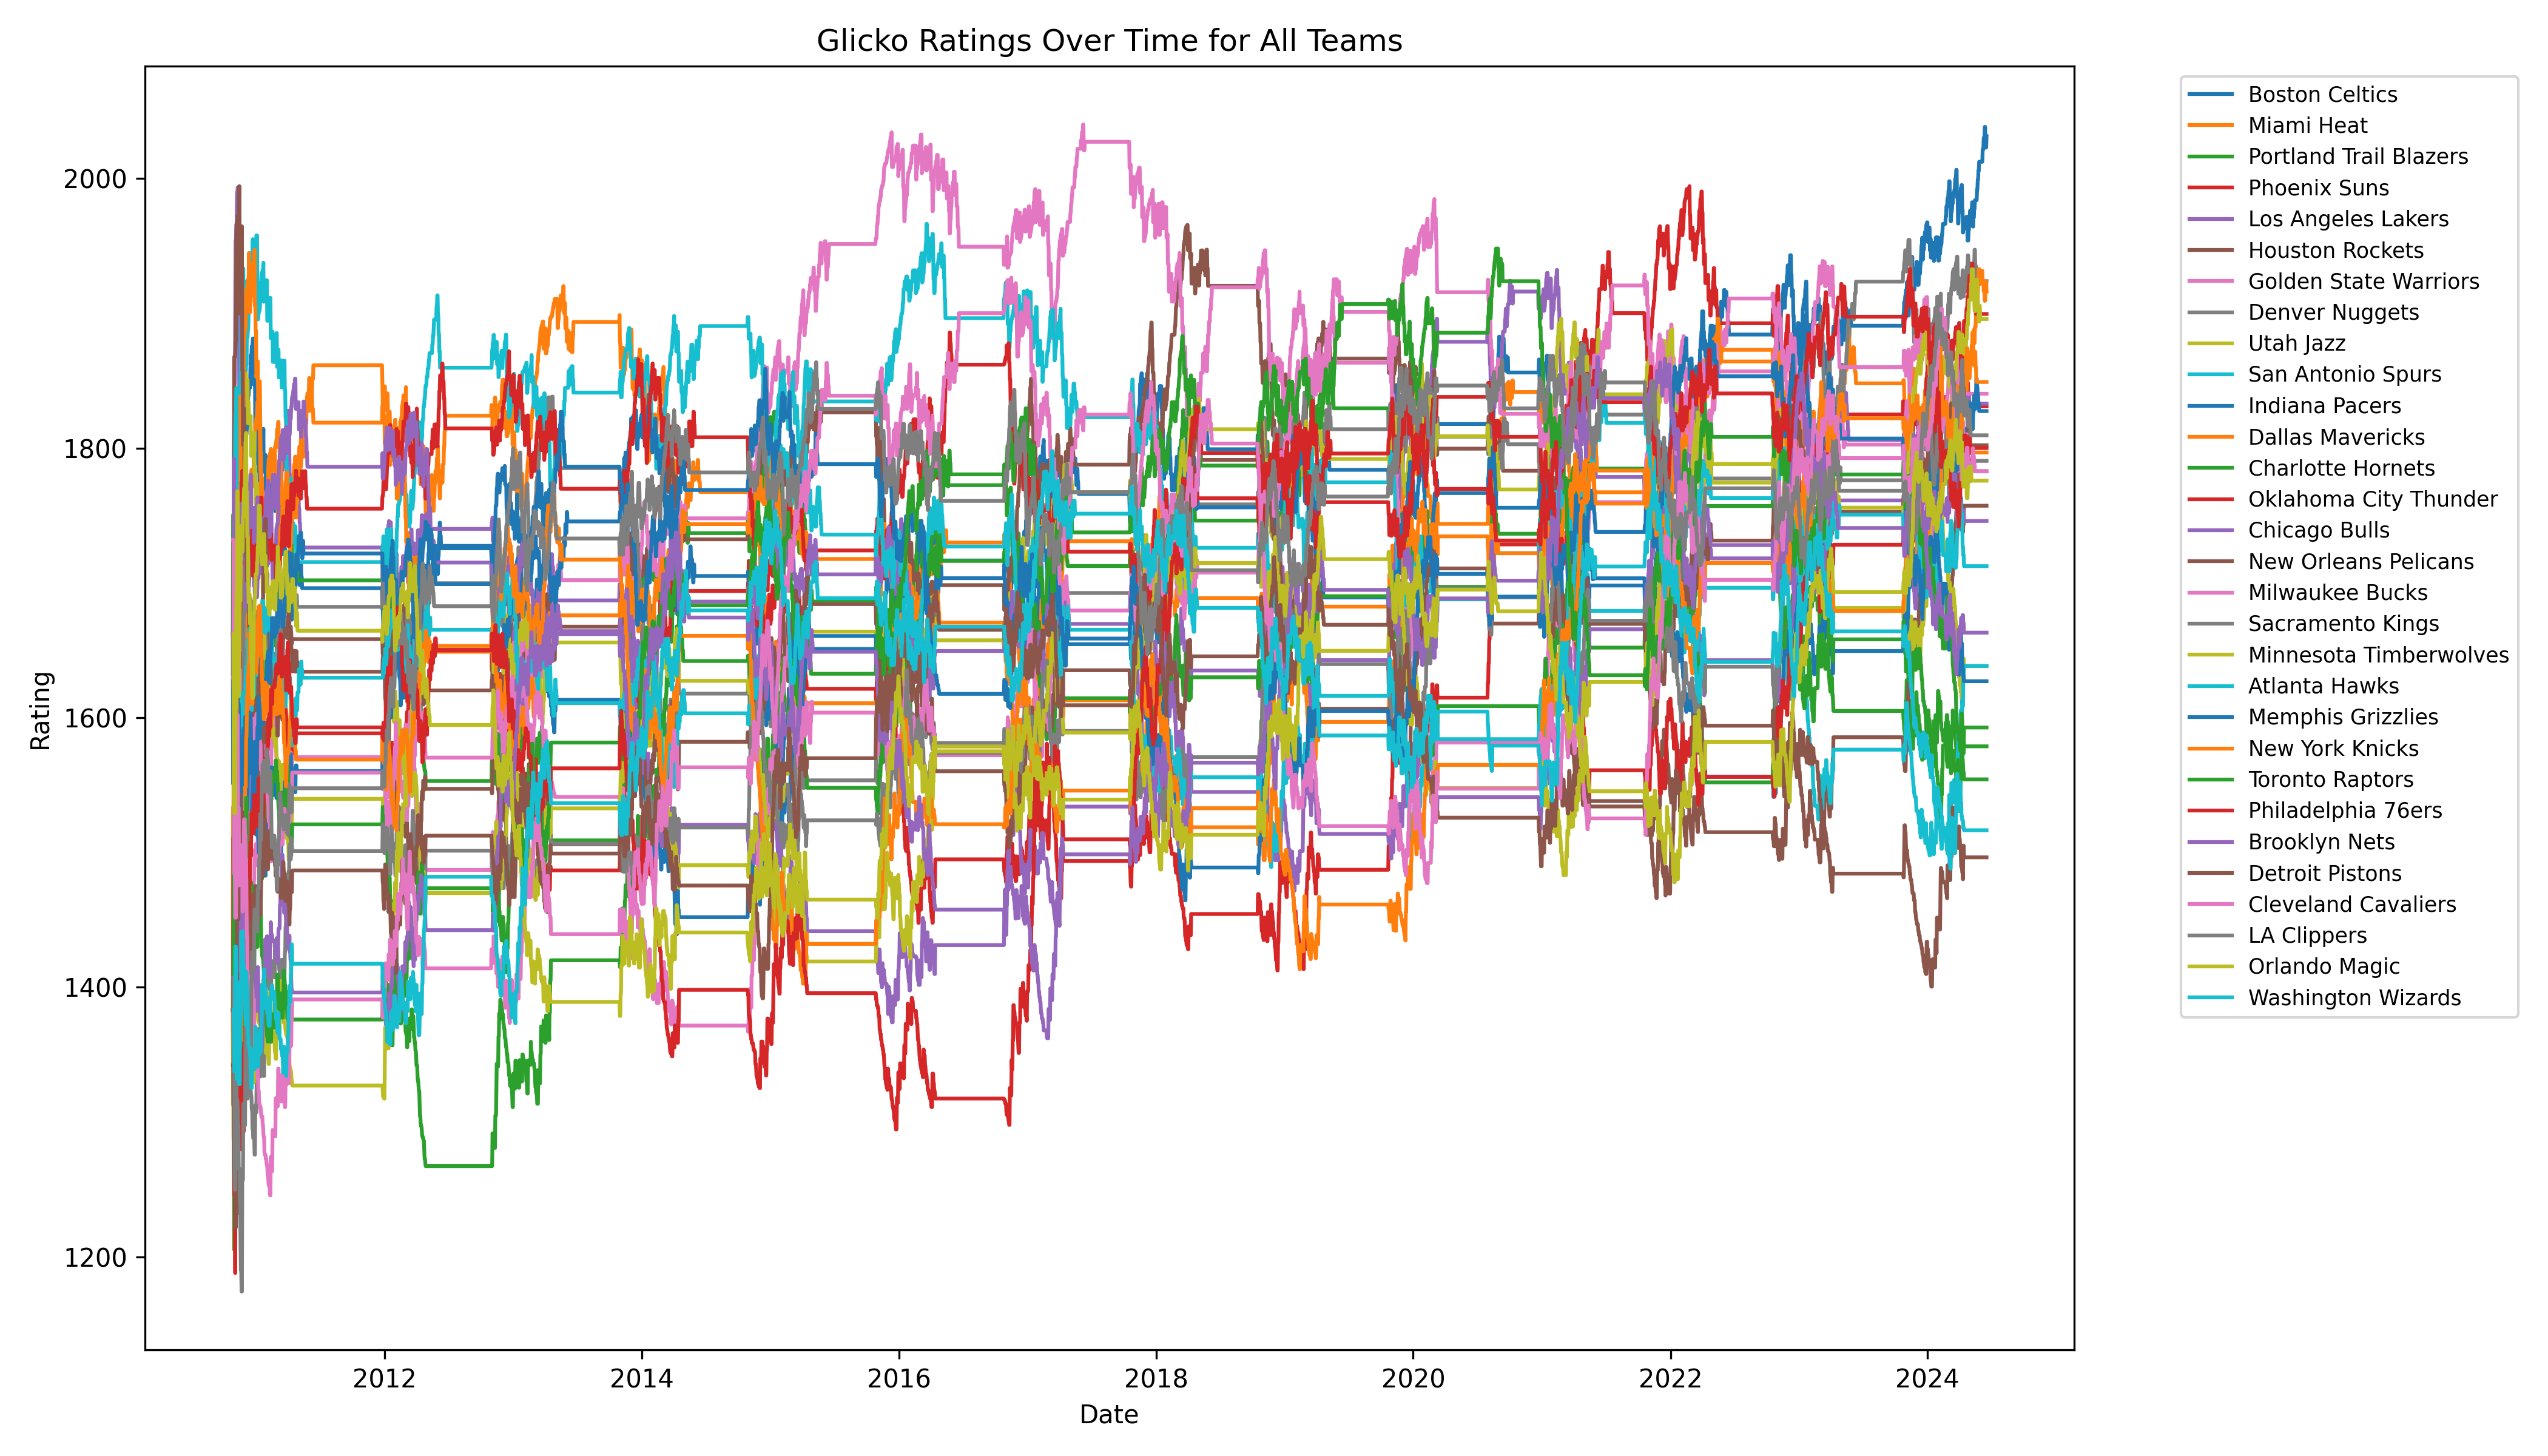 Glicko Ratings Over Time for All Teams
Rating
2000
1800
1600
1400
1200
2012
2014
2016
2018
2020
2022
2024
Date
Boston Celtics
Miami Heat
Portland Trail Blazers
Phoenix Suns
Los Angeles Lakers
Houston Rockets
Golden State Warriors
Denver Nuggets
Utah Jazz
San Antonio Spurs
Indiana Pacers
Dallas Mavericks
Charlotte Hornets
Oklahoma City Thunder
Chicago Bulls
New Orleans Pelicans
Milwaukee Bucks
Sacramento Kings
Minnesota Timberwolves
Atlanta Hawks
Memphis Grizzlies
New York Knicks
Toronto Raptors
Philadelphia 76ers
Brooklyn Nets
Detroit Pistons
Cleveland Cavaliers
LA Clippers
Orlando Magic
Washington Wizards